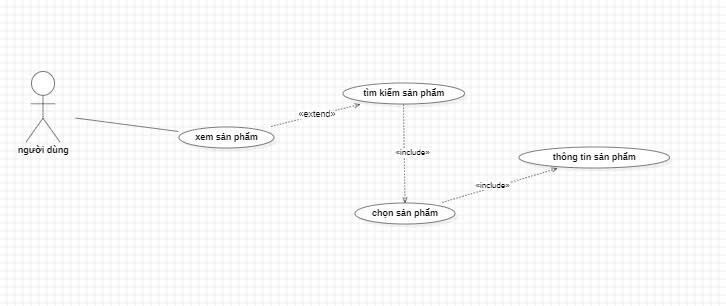 tìm kiếm sản phẩm
«extend»
xem sản phẩm
người dùng
«include»
thông tin sản phẩm
«include»
chọn sản phẩm